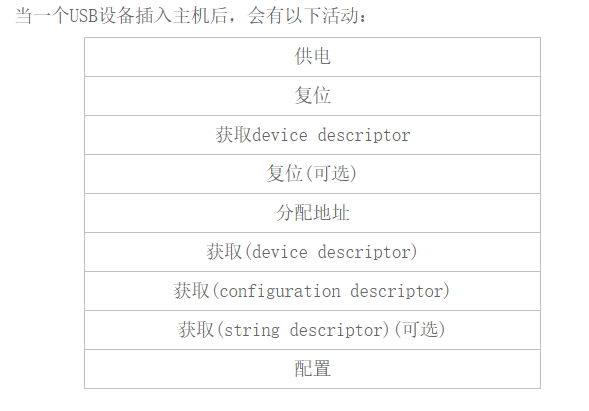 当一个USB设备插入主机后，会有以下活动：
供电
复位
获取device descriptor
复位(可选)
分配地址
获取(device descriptor)
获取(configuration descriptor)
获取(string descriptor)(可选)
配置